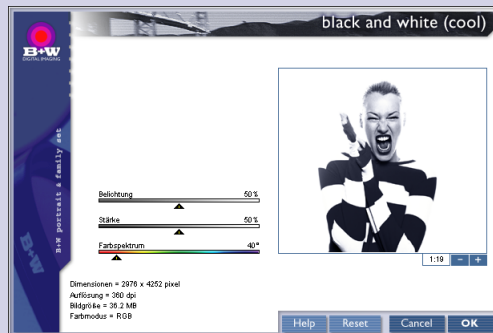 black and white (cool)
B+W
DIGITAL IMAGING
B+W portrait & family set
B+W
Belichtung 50%
Stärke 50%
Farbspektrum 40°
1:19 - +
Dimensionen = 2976 x 4252 pixel
Auflösung = 360 dpi
Bildgröße = 36.2 MB
Farbmodus = RGB
Help Reset Cancel OK